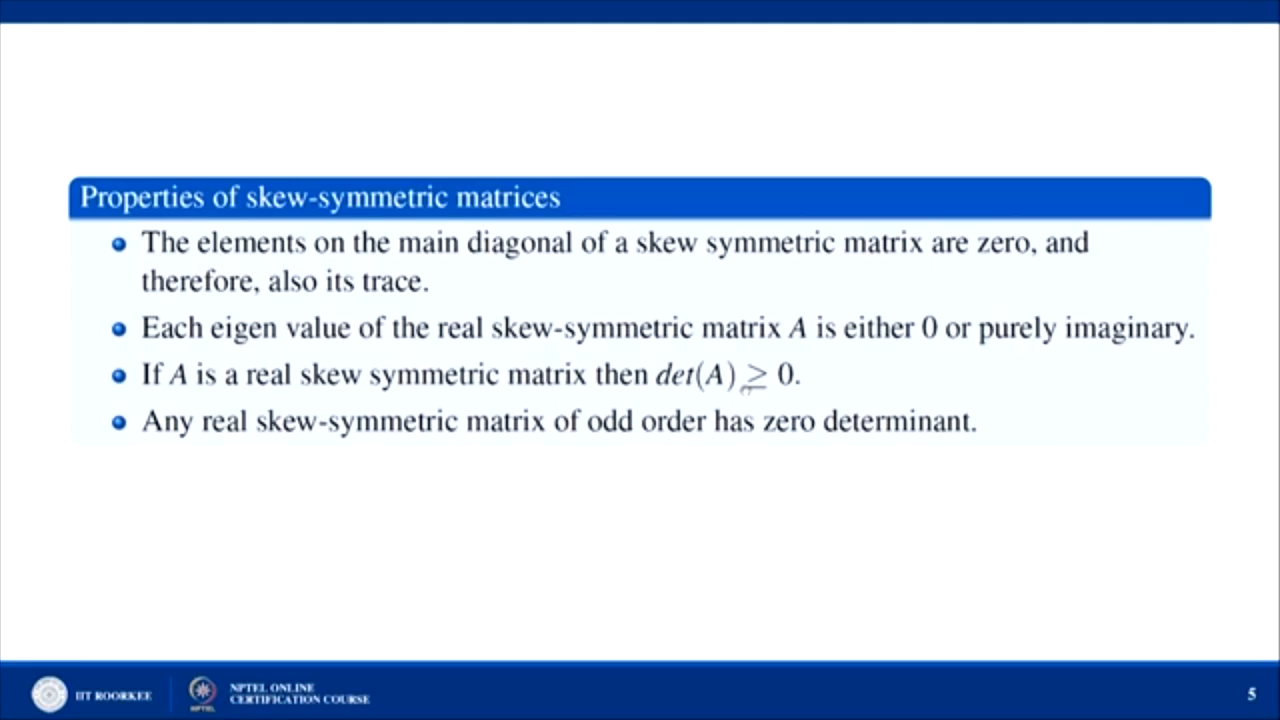 Properties of skew-symmetric matrices
The elements on the main diagonal of a skew symmetric matrix are zero, and
therefore, also its trace.
Each eigen value of the real skew-symmetric matrix A is either 0 or purely imaginary.
If A is a real skew symmetric matrix then det(A) ≥ 0.
Any real skew-symmetric matrix of odd order has zero determinant.
IIT ROORKEE
NPTEL
NPTEL ONLINE
CERTIFICATION COURSE
5